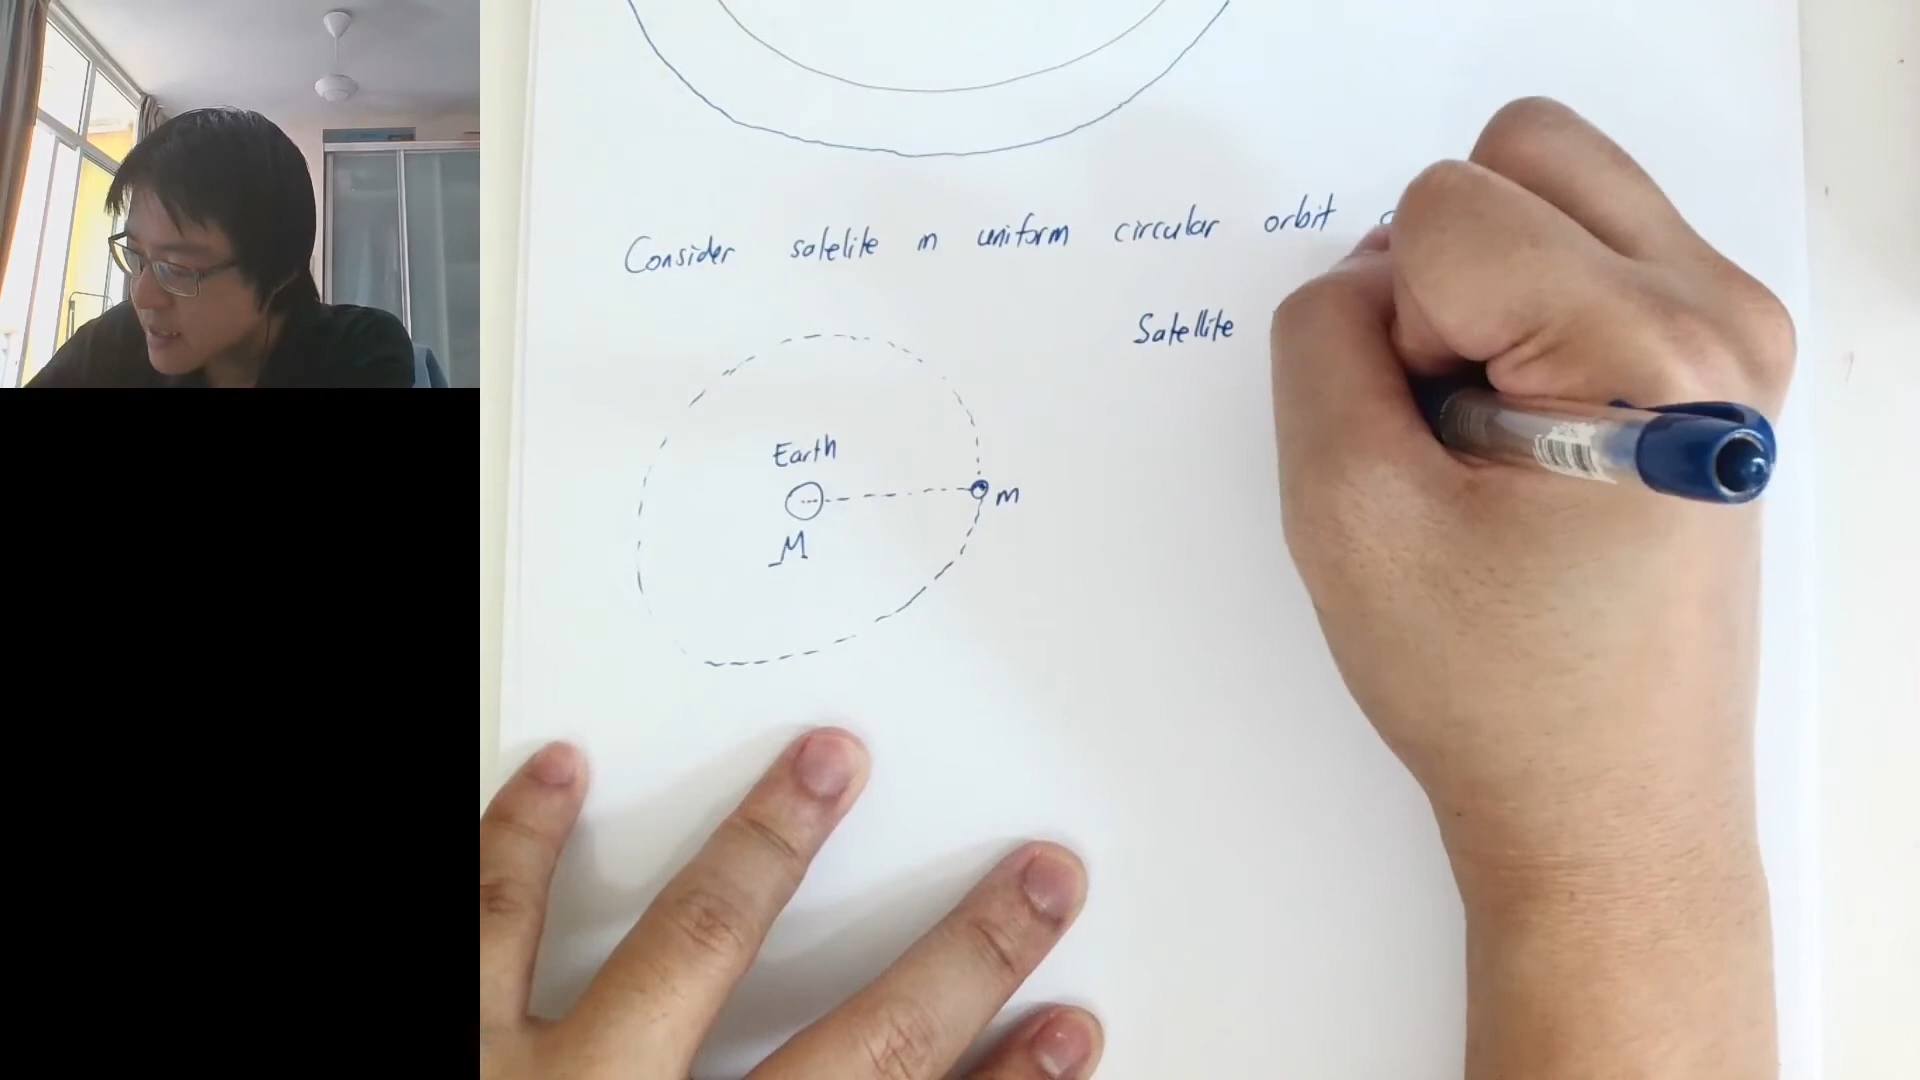 Consider satelite in uniform circular orbit
Satellite
Earth
m
M